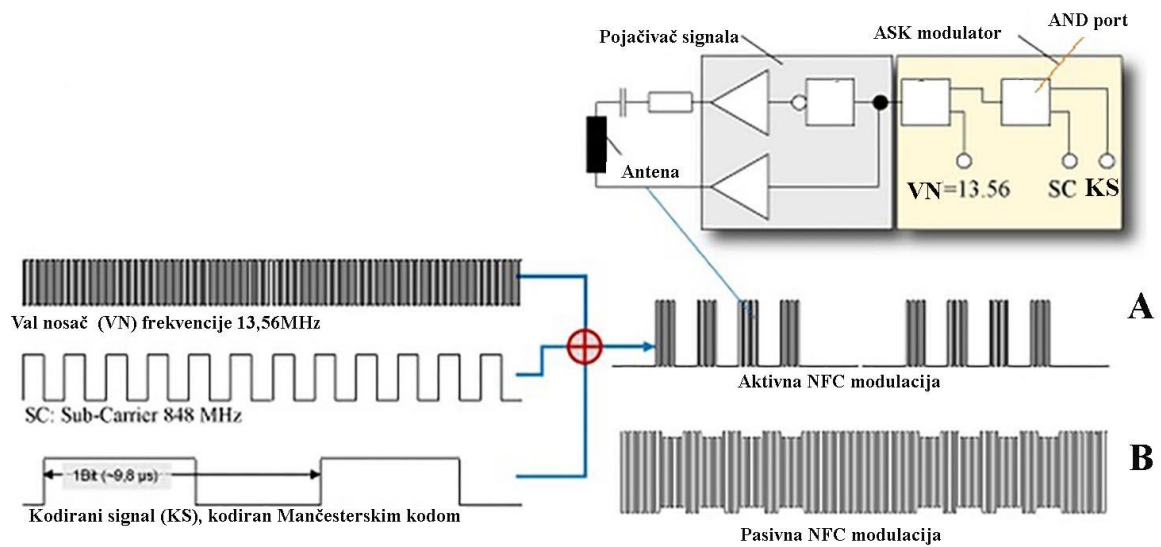 AND port
ASK modulator
Pojačivač signala
Antena
VN=13.56
SC KS
Val nosač (VN) frekvencije 13,56MHz
SC: Sub-Carrier 848 MHz
1Bit (~9,8 µs)
Kodirani signal (KS), kodiran Mančesterskim kodom
A
Aktivna NFC modulacija
B
Pasivna NFC modulacija